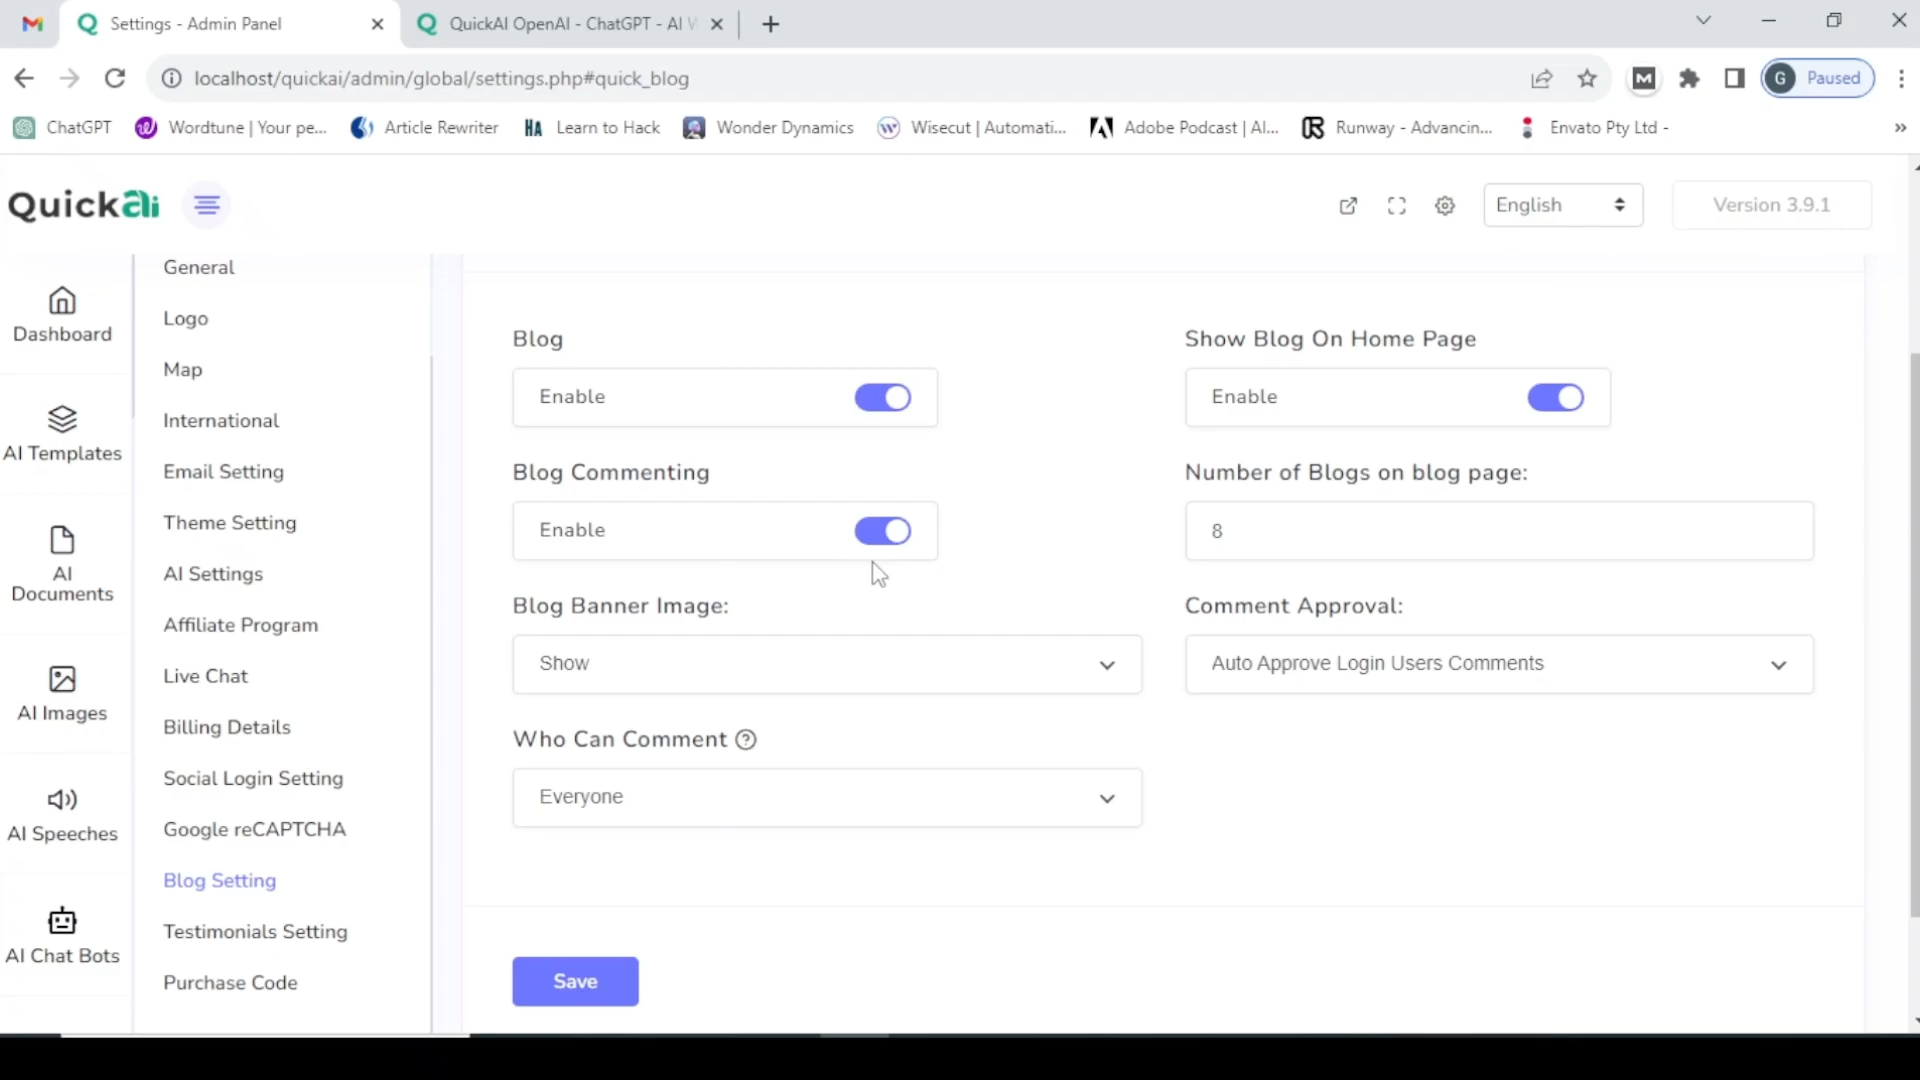 Settings - Admin Panel
QuickAI OpenAI - ChatGPT - AI
localhost/quickai/admin/global/settings.php#quick_blog
G Paused
ChatGPT
Wordtune | Your pe...
Article Rewriter
HA Learn to Hack
Wonder Dynamics
Wisecut | Automati...
Adobe Podcast | AI...
Runway - Advancin...
Envato Pty Ltd -
»
QuickAi
English
Version 3.9.1
Dashboard
AI Templates
AI
Documents
AI Images
AI Speeches
AI Chat Bots
General
Logo
Map
International
Email Setting
Theme Setting
AI Settings
Affiliate Program
Live Chat
Billing Details
Social Login Setting
Google reCAPTCHA
Blog Setting
Testimonials Setting
Purchase Code
Blog
Enable
Show Blog On Home Page
Enable
Blog Commenting
Enable
Number of Blogs on blog page:
8
Blog Banner Image:
Show
Comment Approval:
Auto Approve Login Users Comments
Who Can Comment
Everyone
Save